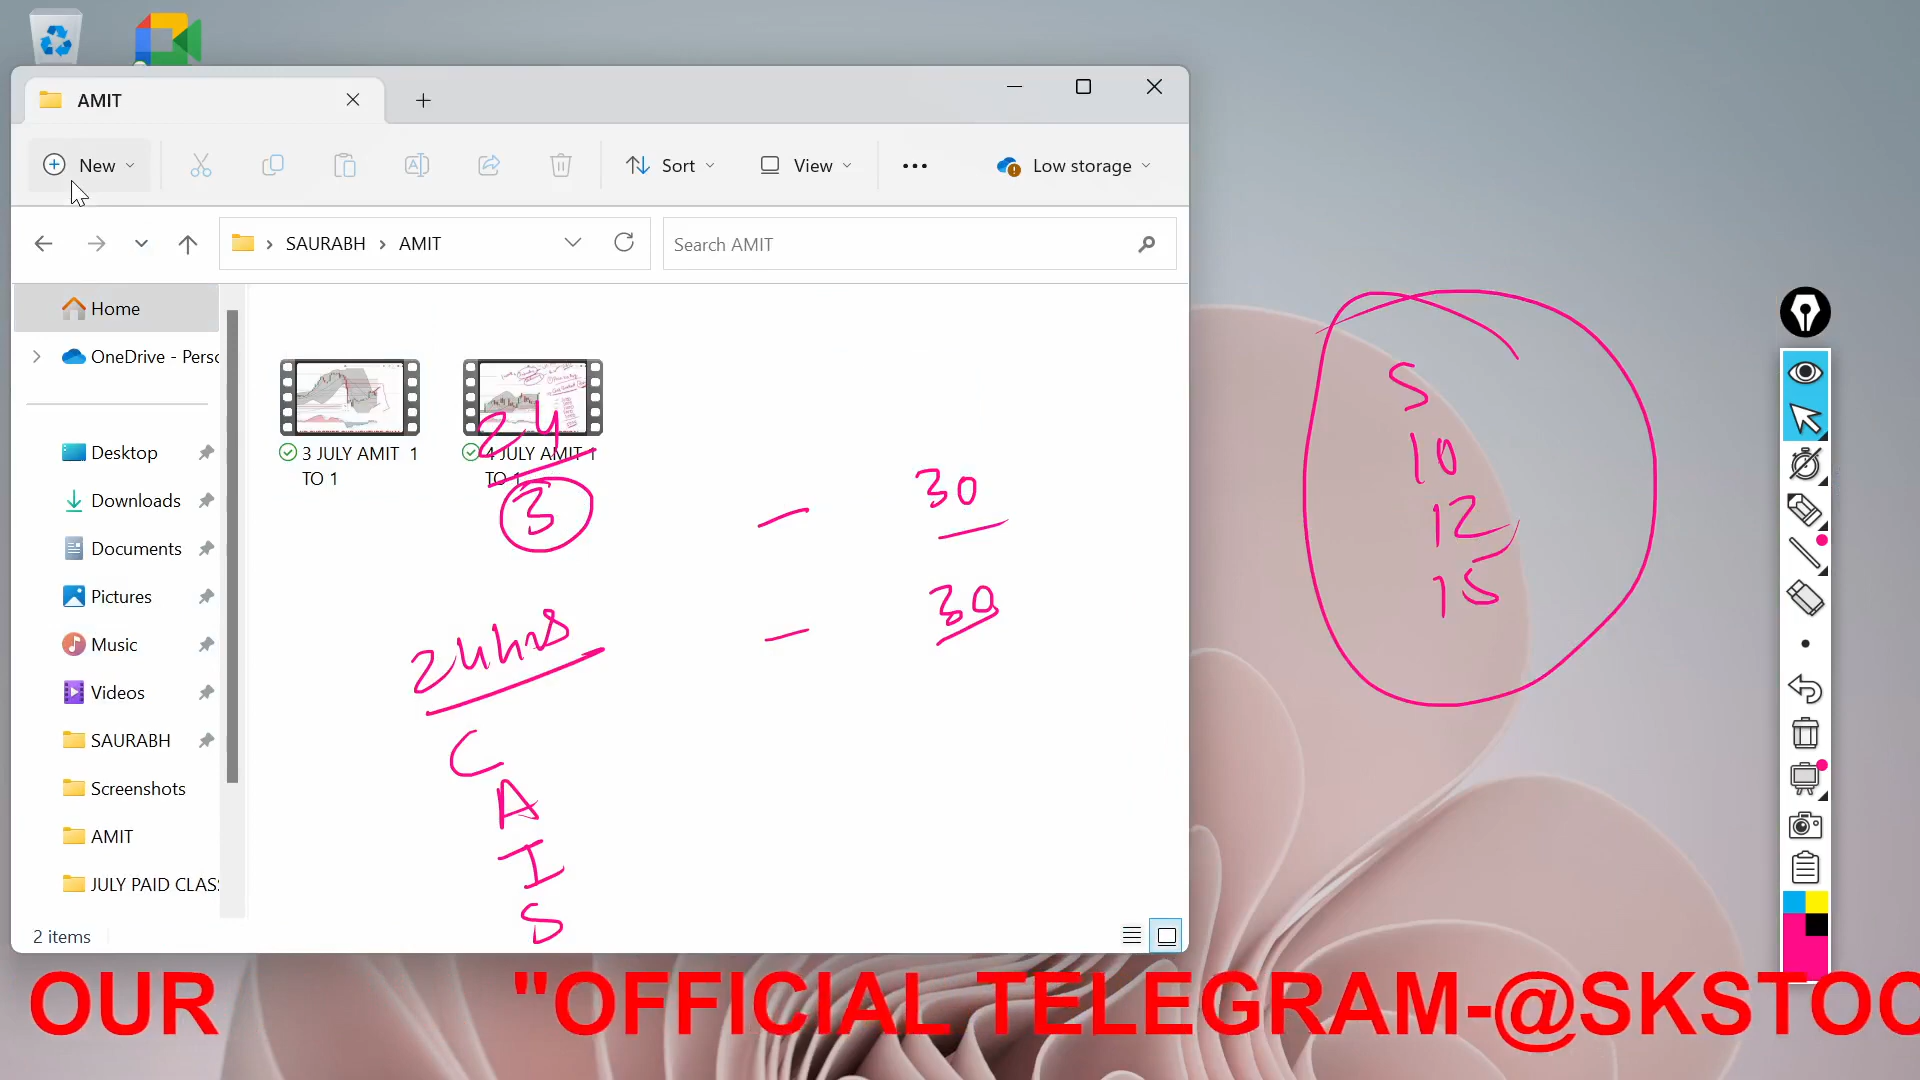 AMIT
New
Sort
View
Low storage
SAURABH
AMIT
Search AMIT
Home
OneDrive - Perso
Desktop
Downloads
Documents
Pictures
Music
Videos
SAURABH
Screenshots
AMIT
JULY PAID CLAS
3 JULY AMIT 1
TO 1
4 JULY AMIT 1
TO 1
24
3
-
30
24hrs
-
30
C
A
I
S
5
10
12
15
2 items
OUR "OFFICIAL TELEGRAM-@SKSTOC